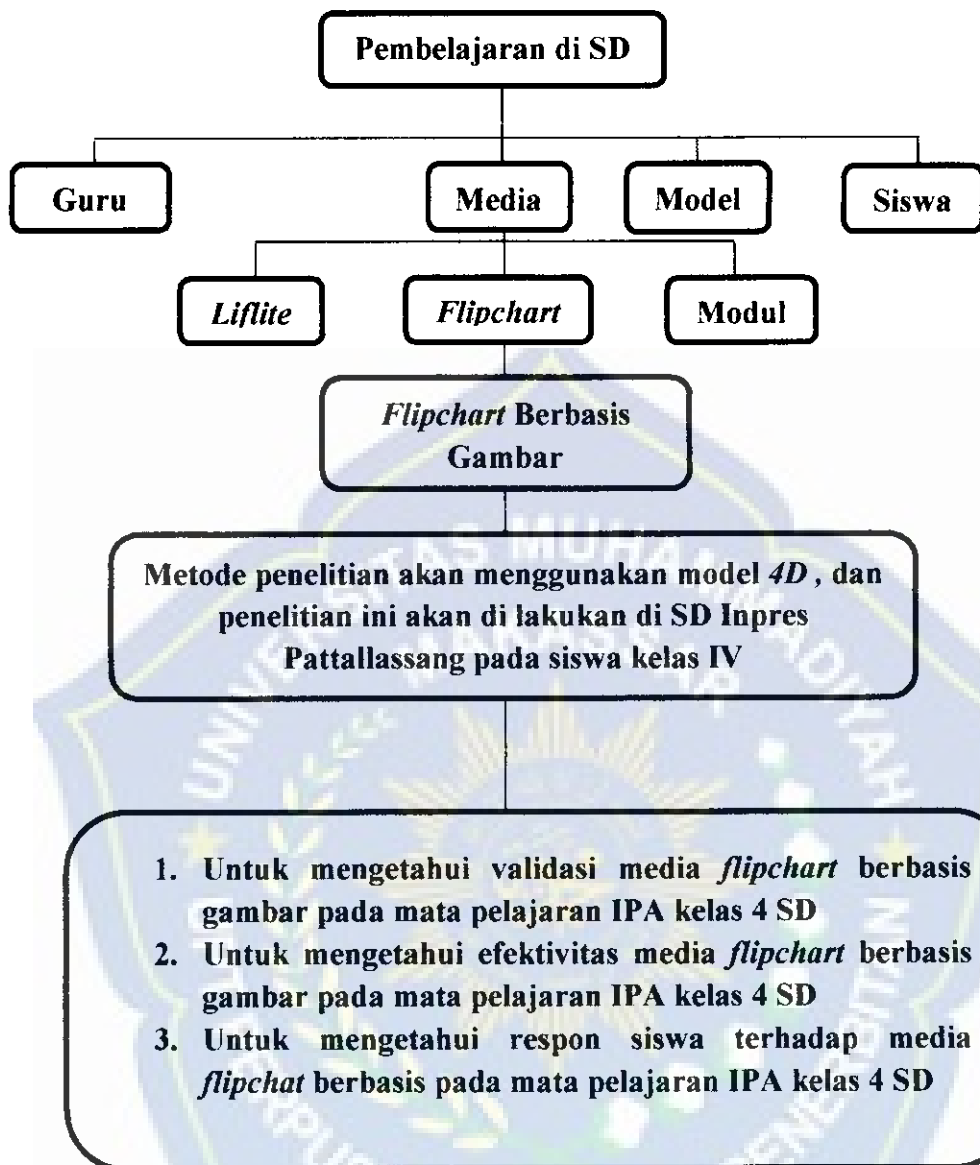 Pembelajaran di SD
Guru
Media
Model
Siswa
Liflite
Flipchart
Modul
Flipchart Berbasis
Gambar
Metode penelitian akan menggunakan model 4D , dan
penelitian ini akan di lakukan di SD Inpres
Pattallassang pada siswa kelas IV
1. Untuk mengetahui validasi media flipchart berbasis
gambar pada mata pelajaran IPA kelas 4 SD
2. Untuk mengetahui efektivitas media flipchart berbasis
gambar pada mata pelajaran IPA kelas 4 SD
3. Untuk mengetahui respon siswa terhadap media
flipchat berbasis pada mata pelajaran IPA kelas 4 SD
UNIVERSITAS MUHAMMADIYAH
MAKASSAR